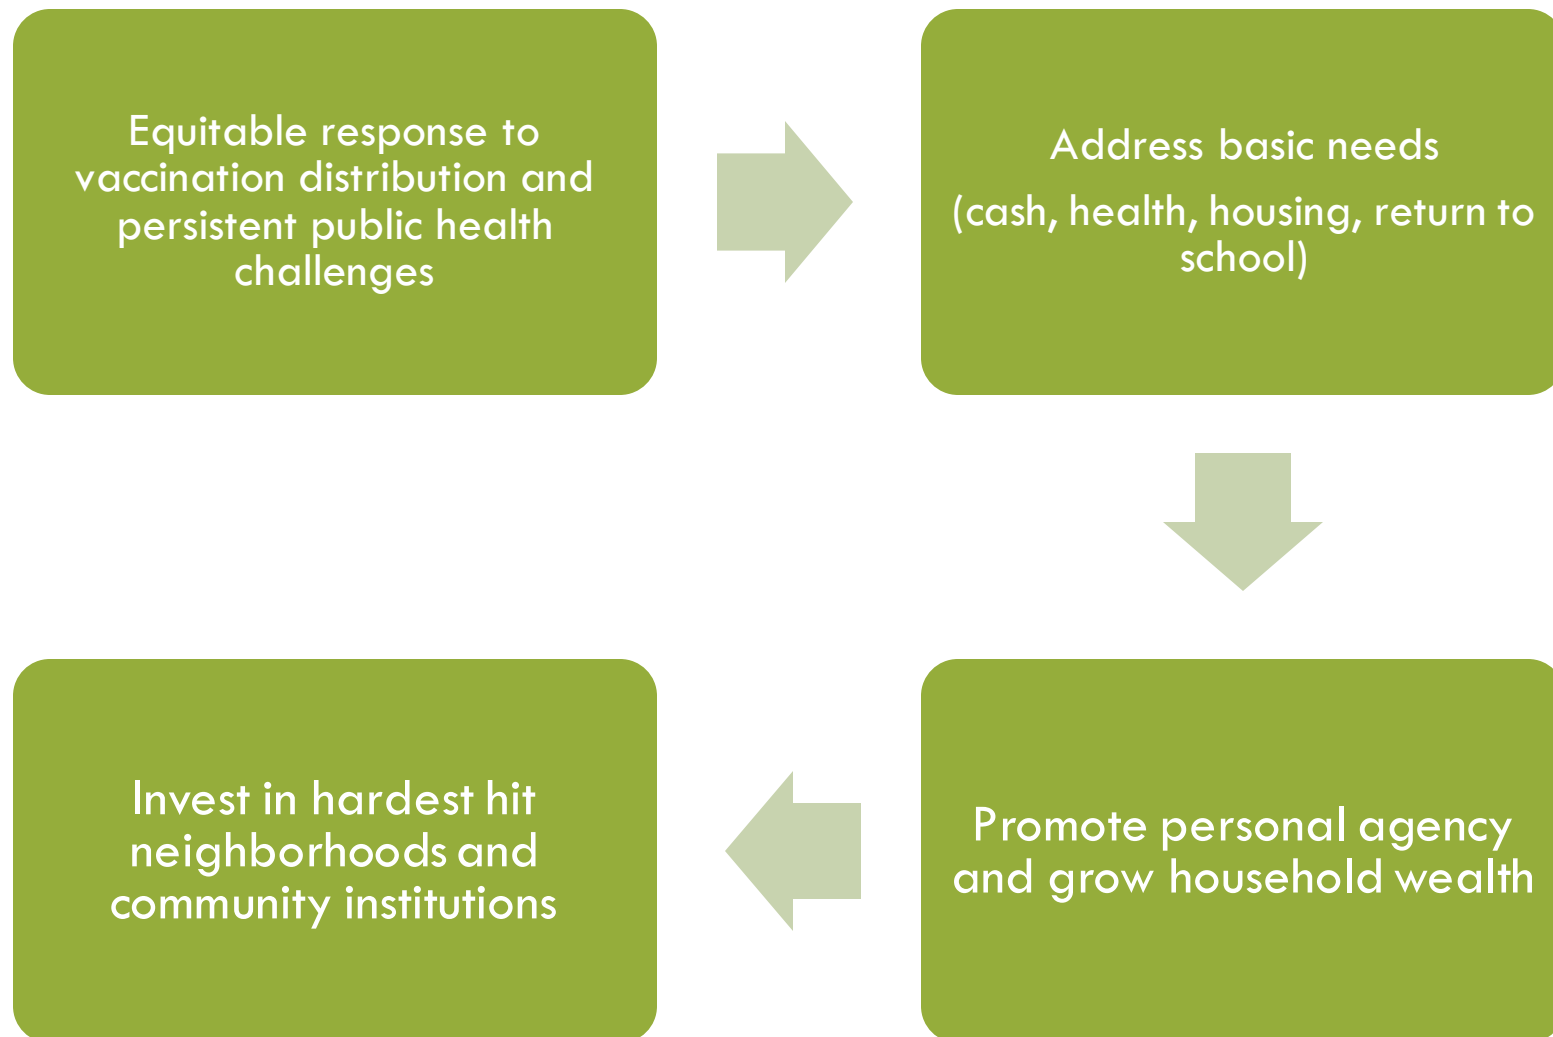 Equitable response to
vaccination distribution and
persistent public health
challenges
Address basic needs
(cash, health, housing, return to
school)
Promote personal agency
and grow household wealth
Invest in hardest hit
neighborhoods and
community institutions